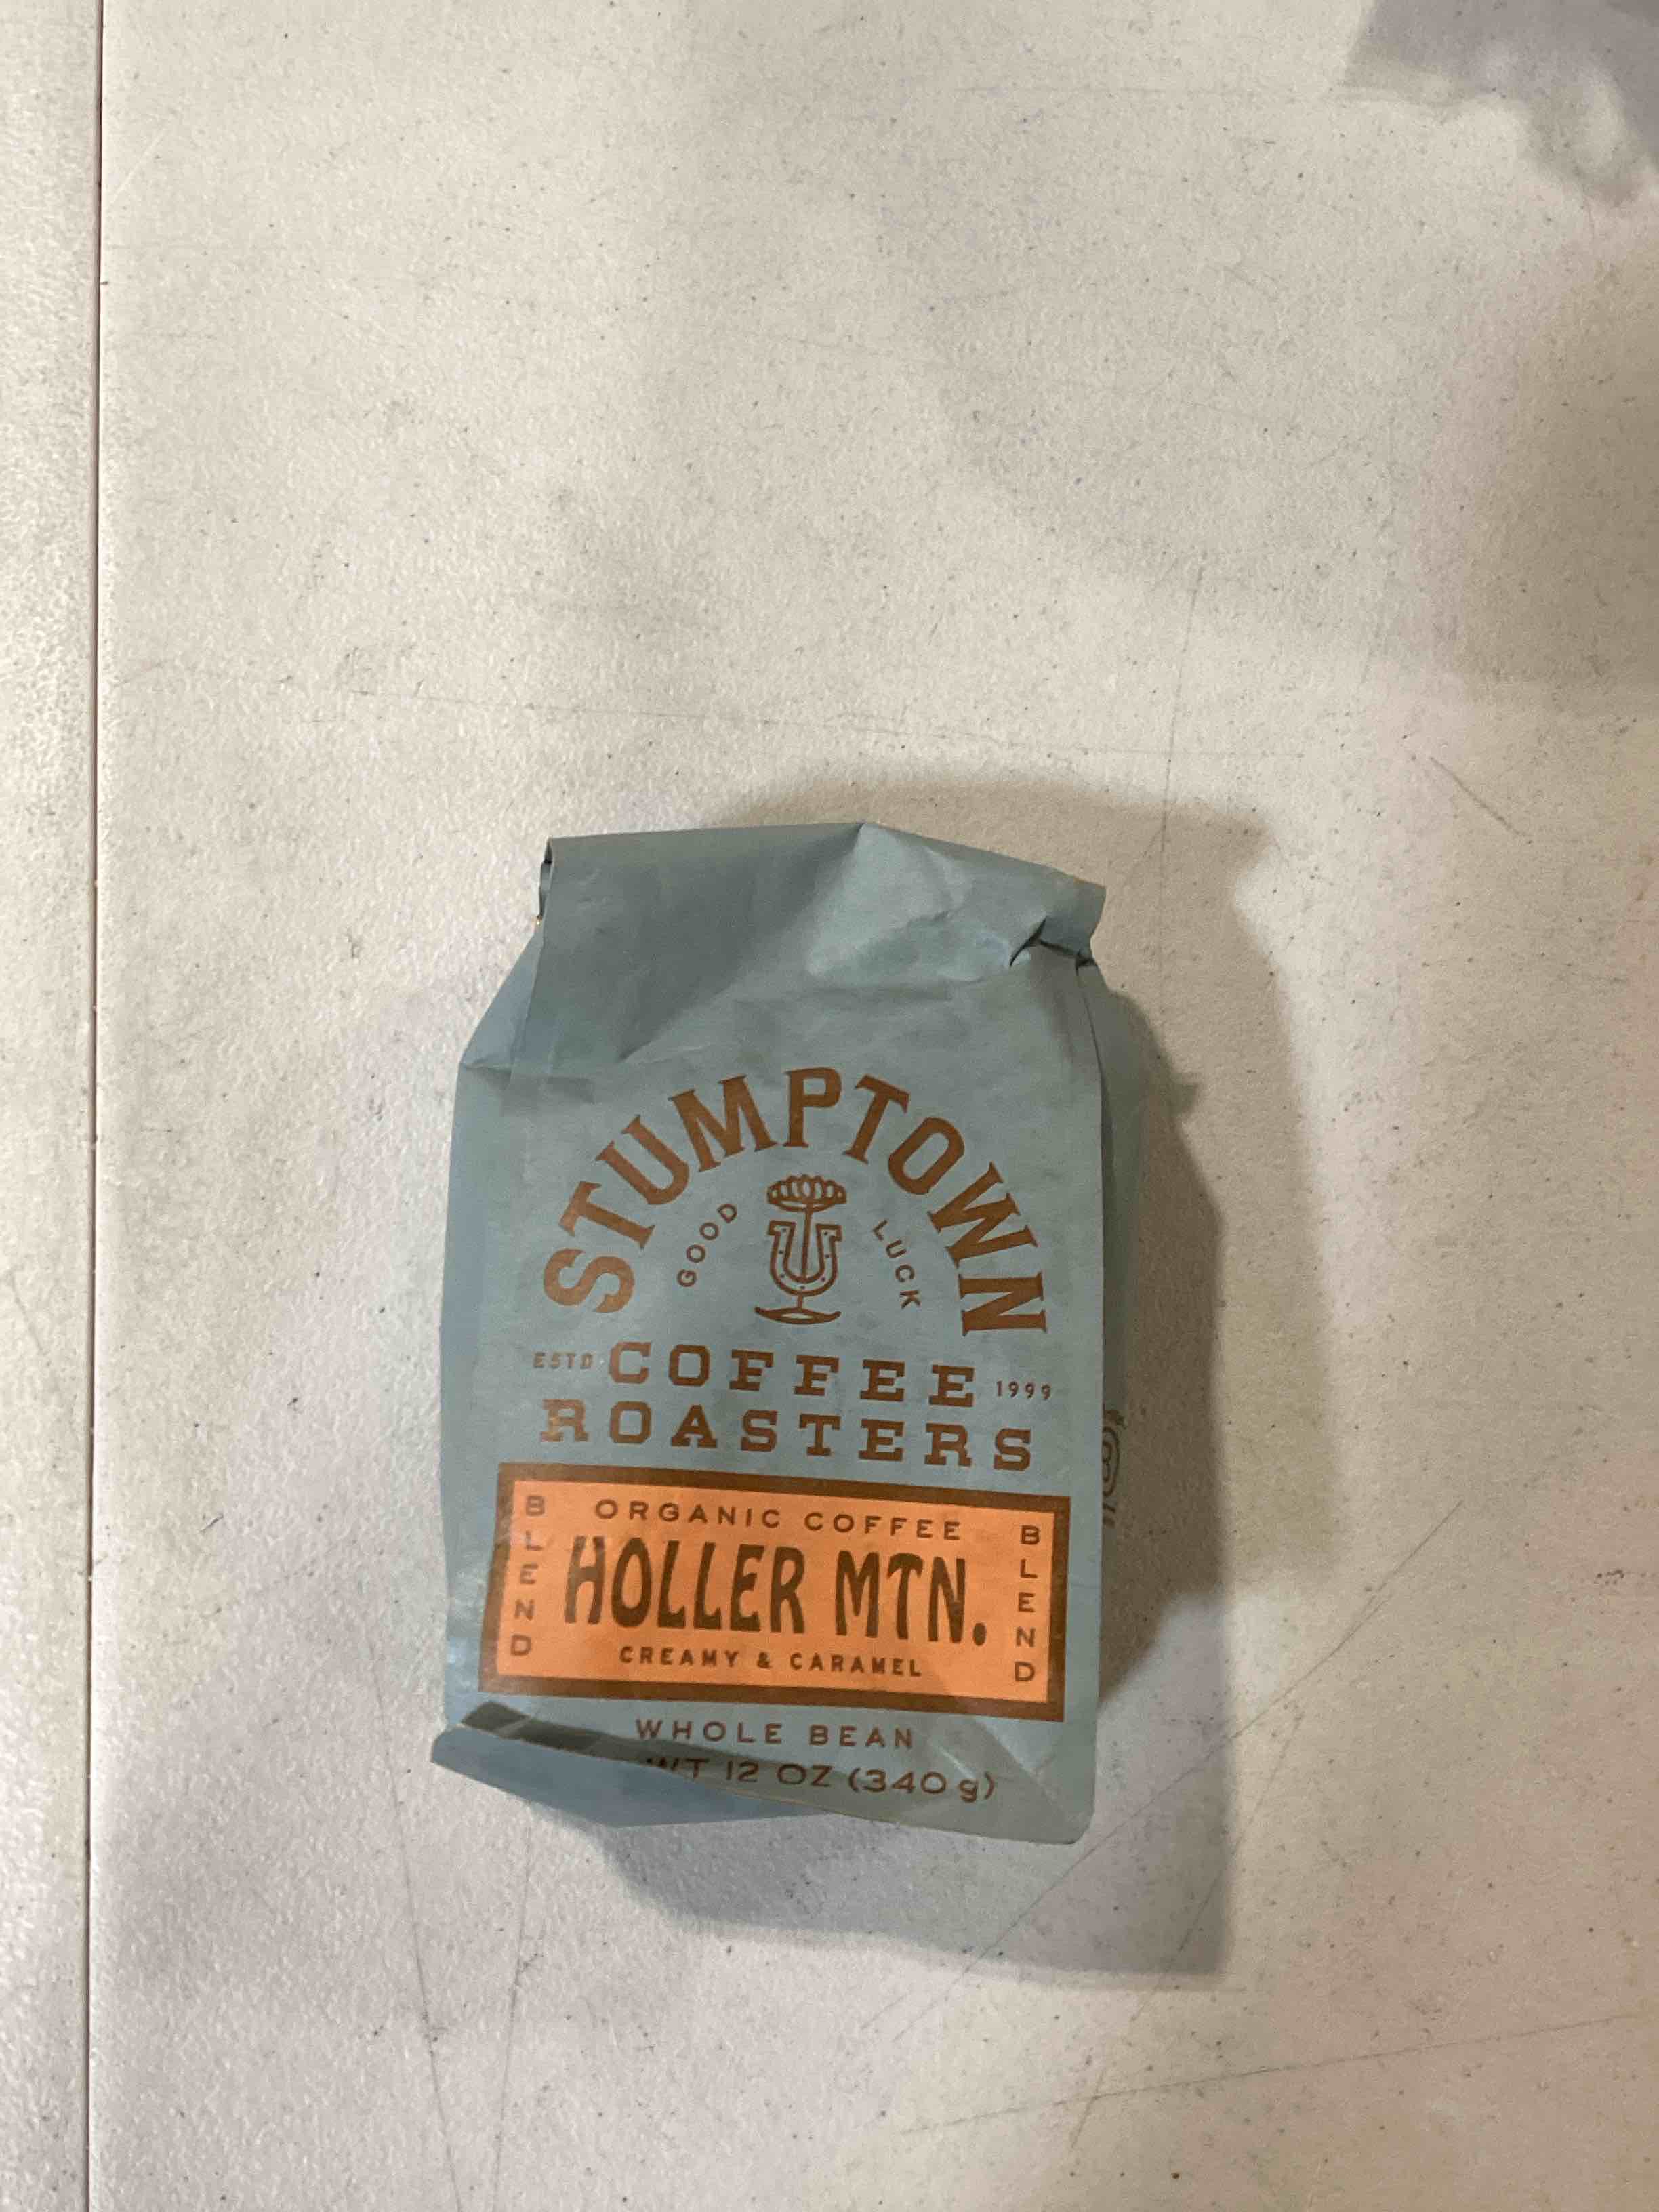 STUMPTOWN
GOOD LUCK
ESTD COFFEE 1999
ROASTERS
BLEND
ORGANIC COFFEE
HOLLER MTN.
CREAMY & CARAMEL
BLEND
WHOLE BEAN
WT 12 OZ (340 g)